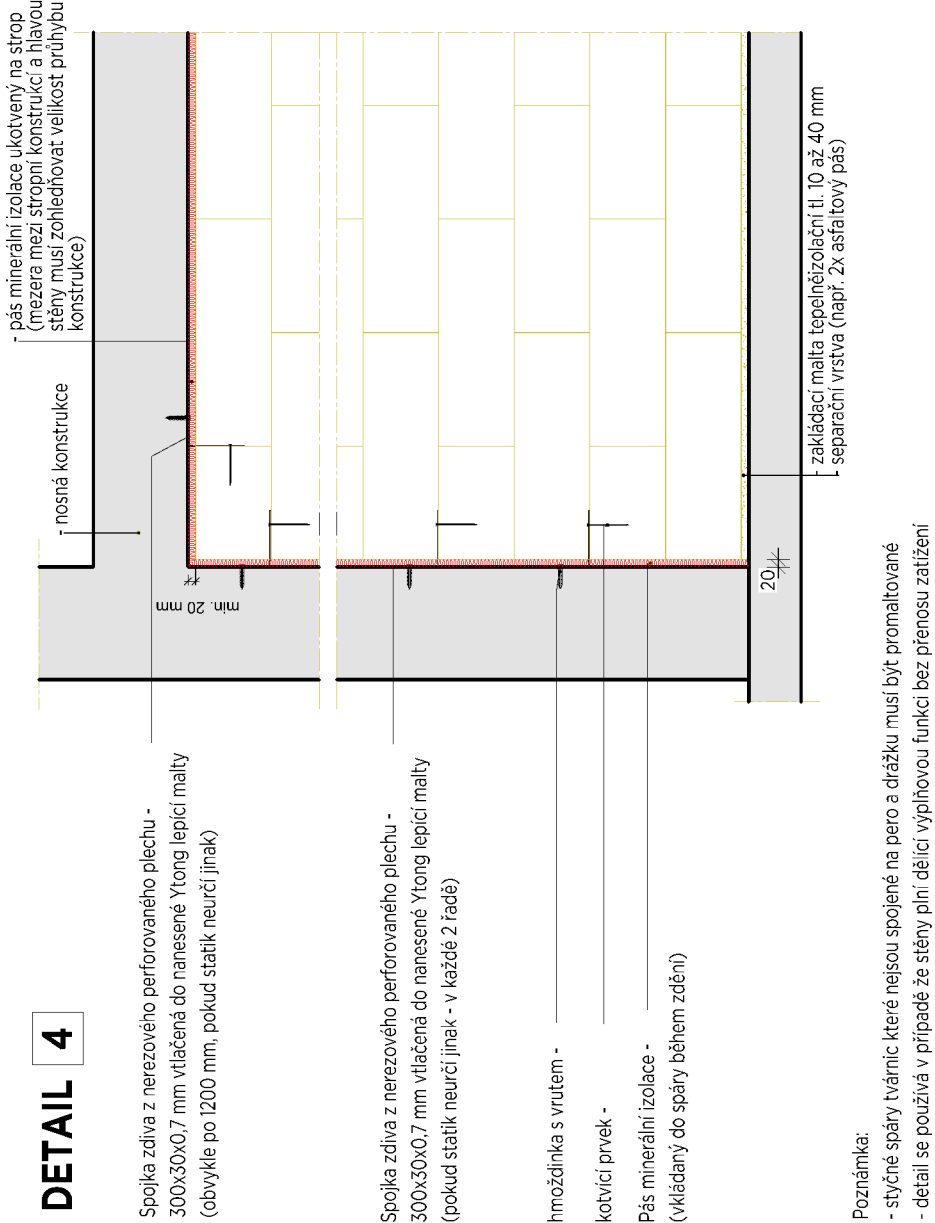 DETAIL 4
Spojka zdiva z nerezového perforovaného plechu -
300x30x0,7 mm vtlačená do nanesené Ytong lepící malty
(obvykle po 1200 mm, pokud statik neurčí jinak)
Spojka zdiva z nerezového perforovaného plechu -
300x30x0,7 mm vtlačená do nanesené Ytong lepící malty
(pokud statik neurčí jinak - v každé 2 řadě)
hmoždinka s vrutem -
kotvící prvek -
Pás minerální izolace -
(vkládaný do spáry během zdění)
- nosná konstrukce
- pás minerální izolace ukotvený na strop
(mezera mezi stropní konstrukcí a hlavou
stěny musí zohledňovat velikost průhybu
konstrukce)
min. 20 mm
20
- zakládací malta tepelněizolační tl. 10 až 40 mm
- separační vrstva (např. 2x asfaltový pás)
Poznámka:
- styčné spáry tvárnic které nejsou spojené na pero a drážku musí být promaltované
- detail se používá v případě že stěny plní dělící výplňovou funkci bez přenosu zatížení